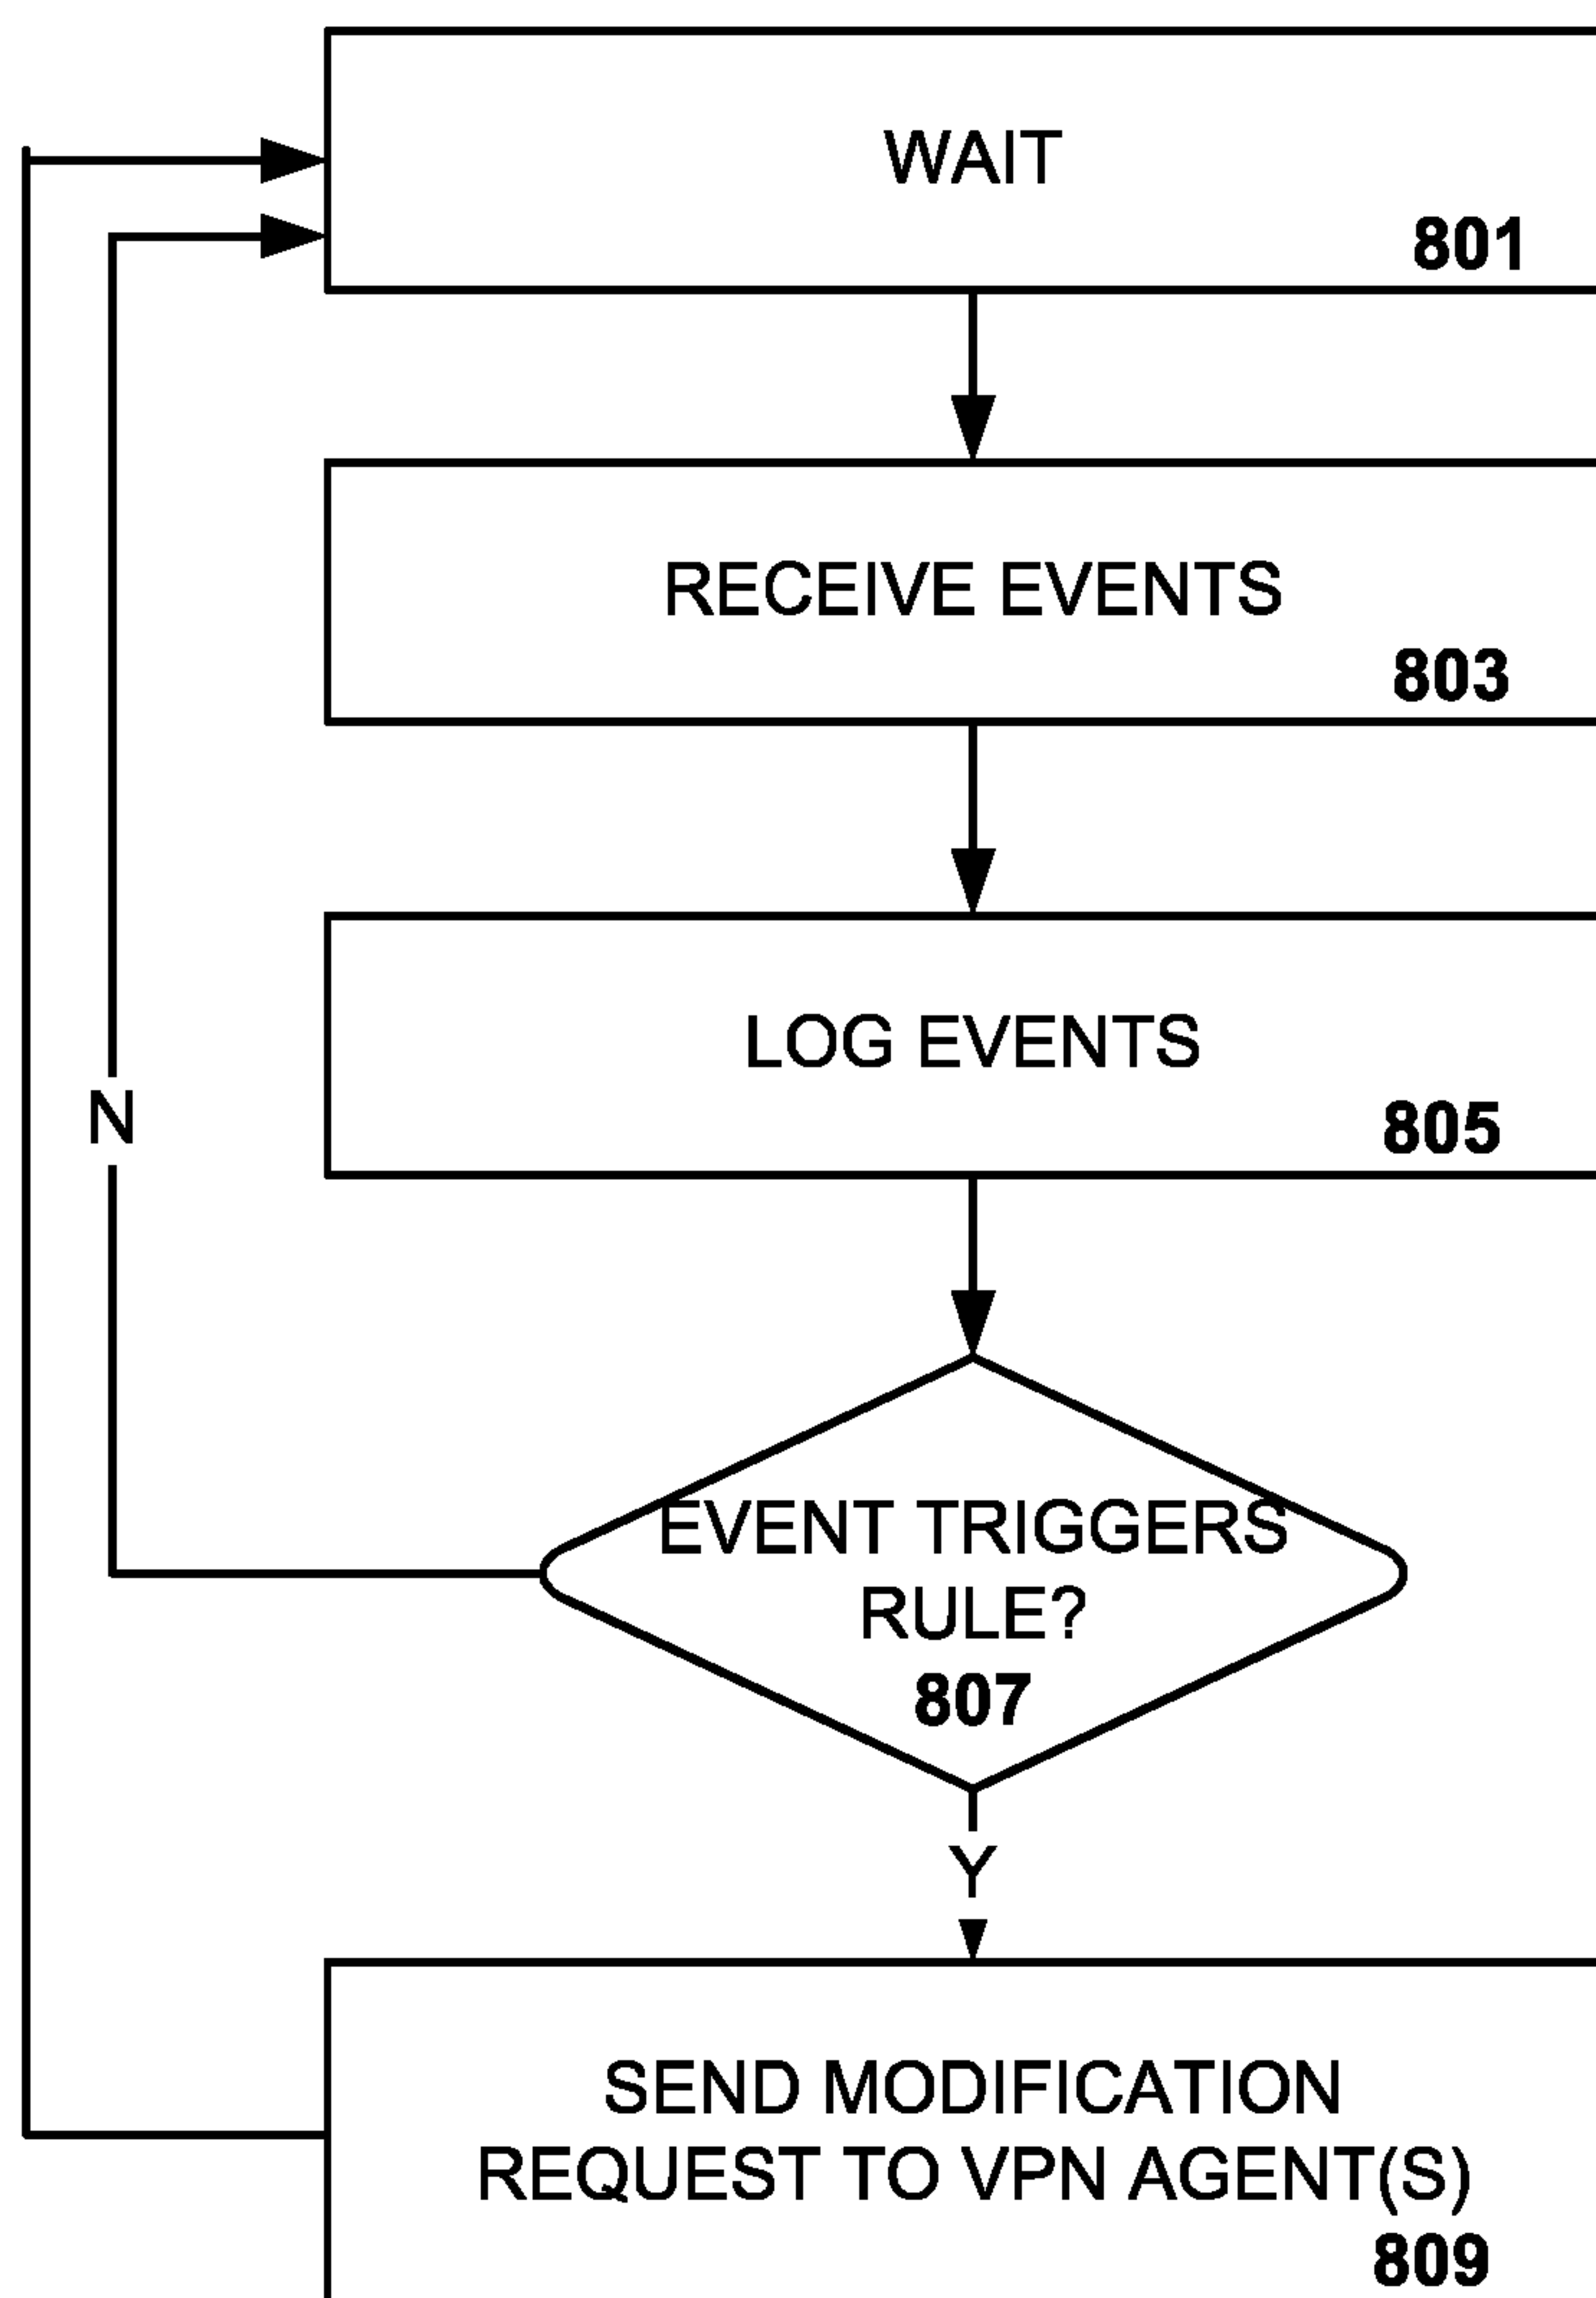 WAIT
801
RECEIVE EVENTS
803
LOG EVENTS
805
N
EVENT TRIGGERS
RULE?
807
Y
SEND MODIFICATION
REQUEST TO VPN AGENT(S)
809